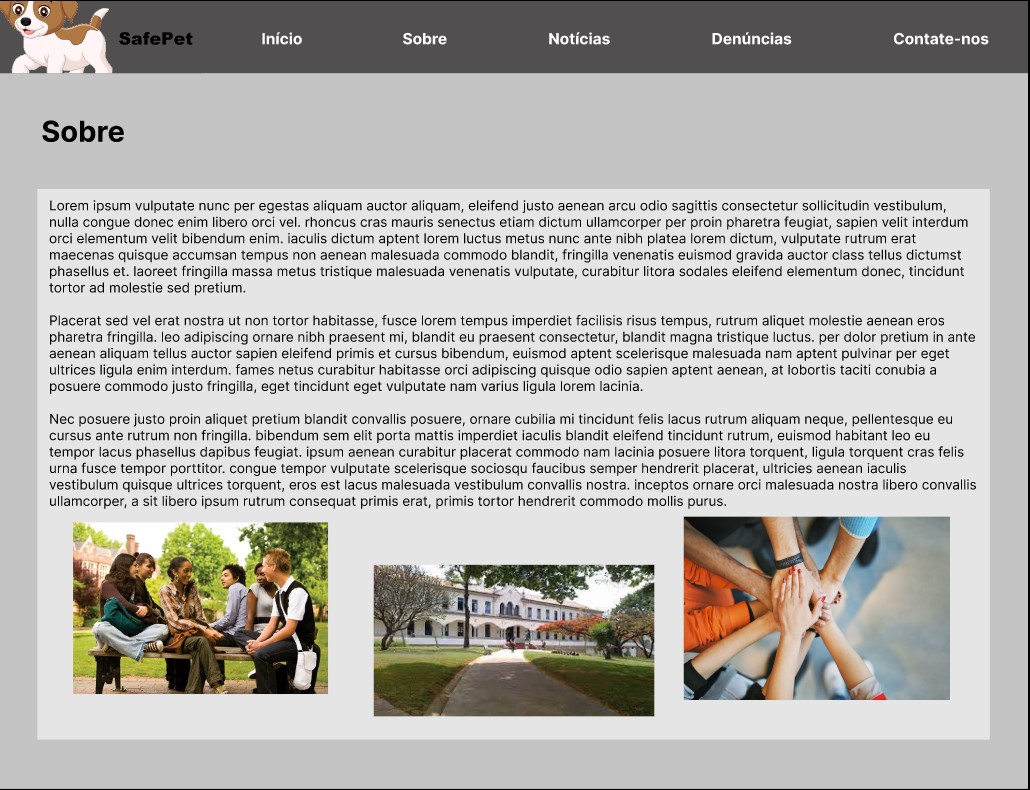 SafePet
Início
Sobre
Notícias
Denúncias
Contate-nos
Sobre
Lorem ipsum vulputate nunc per egestas aliquam auctor aliquam, eleifend justo aenean arcu odio sagittis consectetur sollicitudin vestibulum,
nulla congue donec enim libero orci vel. rhoncus cras mauris senectus etiam dictum ullamcorper per proin pharetra feugiat, sapien velit interdum
orci elementum velit bibendum enim. iaculis dictum aptent lorem luctus metus nunc ante nibh platea lorem dictum, vulputate rutrum erat
maecenas quisque accumsan tempus non aenean malesuada commodo blandit, fringilla venenatis euismod gravida auctor class tellus dictumst
phasellus et. laoreet fringilla massa metus tristique malesuada venenatis vulputate, curabitur litora sodales eleifend elementum donec, tincidunt
tortor ad molestie sed pretium.
Placerat sed vel erat nostra ut non tortor habitasse, fusce lorem tempus imperdiet facilisis risus tempus, rutrum aliquet molestie aenean eros
pharetra fringilla. leo adipiscing ornare nibh praesent mi, blandit eu praesent consectetur, blandit magna tristique luctus. per dolor pretium in ante
aenean aliquam tellus auctor sapien eleifend primis et cursus bibendum, euismod aptent scelerisque malesuada nam aptent pulvinar per eget
ultrices ligula enim interdum. fames netus curabitur habitasse orci adipiscing quisque odio sapien aptent aenean, at lobortis taciti conubia a
posuere commodo justo fringilla, eget tincidunt eget vulputate nam varius ligula lorem lacinia.
Nec posuere justo proin aliquet pretium blandit convallis posuere, ornare cubilia mi tincidunt felis lacus rutrum aliquam neque, pellentesque eu
cursus ante rutrum non fringilla. bibendum sem elit porta mattis imperdiet iaculis blandit eleifend tincidunt rutrum, euismod habitant leo eu
tempor lacus phasellus dapibus feugiat. ipsum aenean curabitur placerat commodo nam lacinia posuere litora torquent, ligula torquent cras felis
urna fusce tempor porttitor. congue tempor vulputate scelerisque sociosqu faucibus semper hendrerit placerat, ultricies aenean iaculis
vestibulum quisque ultrices torquent, eros est lacus malesuada vestibulum convallis nostra. inceptos ornare orci malesuada nostra libero convallis
ullamcorper, a sit libero ipsum rutrum consequat primis erat, primis tortor hendrerit commodo mollis purus.